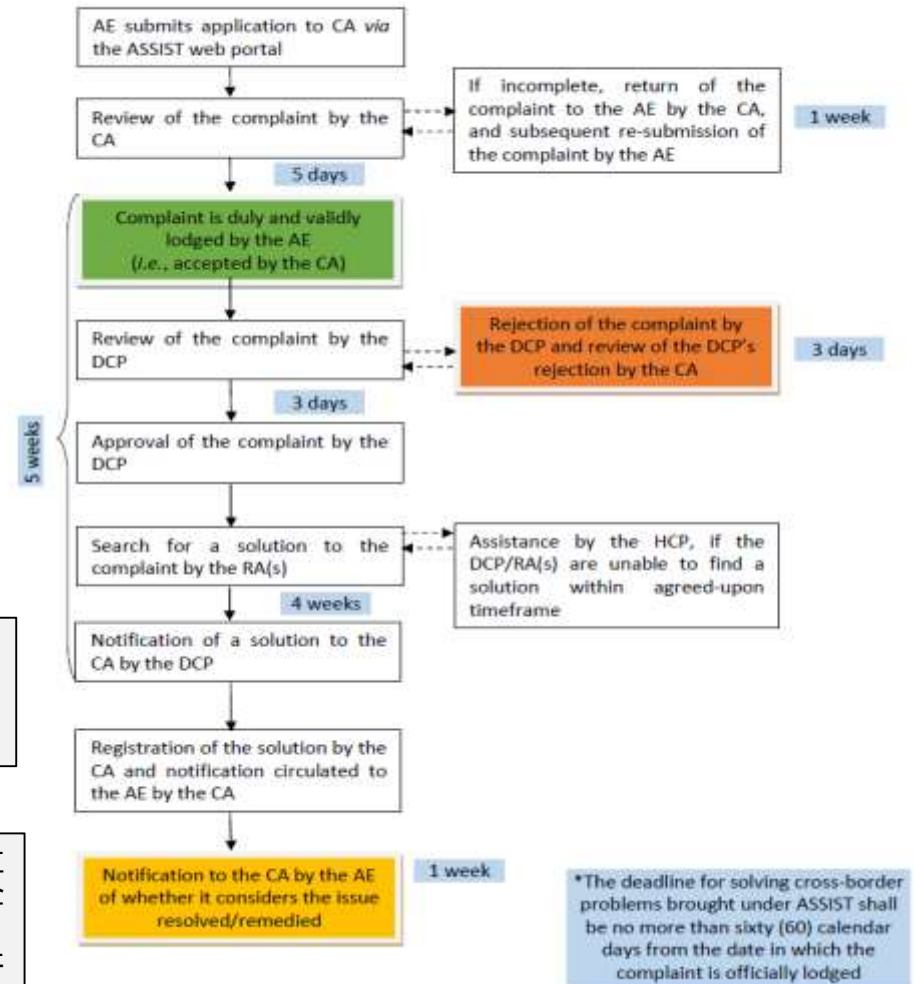 AE submits application to CA via
the ASSIST web portal
Review of the complaint by the
CA
If incomplete, return of the
complaint to the AE by the CA,
and subsequent re-submission of
the complaint by the AE
1 week
5 days
Complaint is duly and validly
lodged by the AE
(i.e., accepted by the CA)
Review of the complaint by the
DCP
Rejection of the complaint by
the DCP and review of the DCP's
rejection by the CA
3 days
3 days
5 weeks
Approval of the complaint by the
DCP
Search for a solution to the
complaint by the RA(s)
Assistance by the HCP, if the
DCP/RA(s) are unable to find a
solution within agreed-upon
timeframe
4 weeks
Notification of a solution to the
CA by the DCP
Registration of the solution by the
CA and notification circulated to
the AE by the CA
Notification to the CA by the AE
of whether it considers the issue
resolved/remedied
1 week
*The deadline for solving cross-border
problems brought under ASSIST shall
be no more than sixty (60) calendar
days from the date in which the
complaint is officially lodged